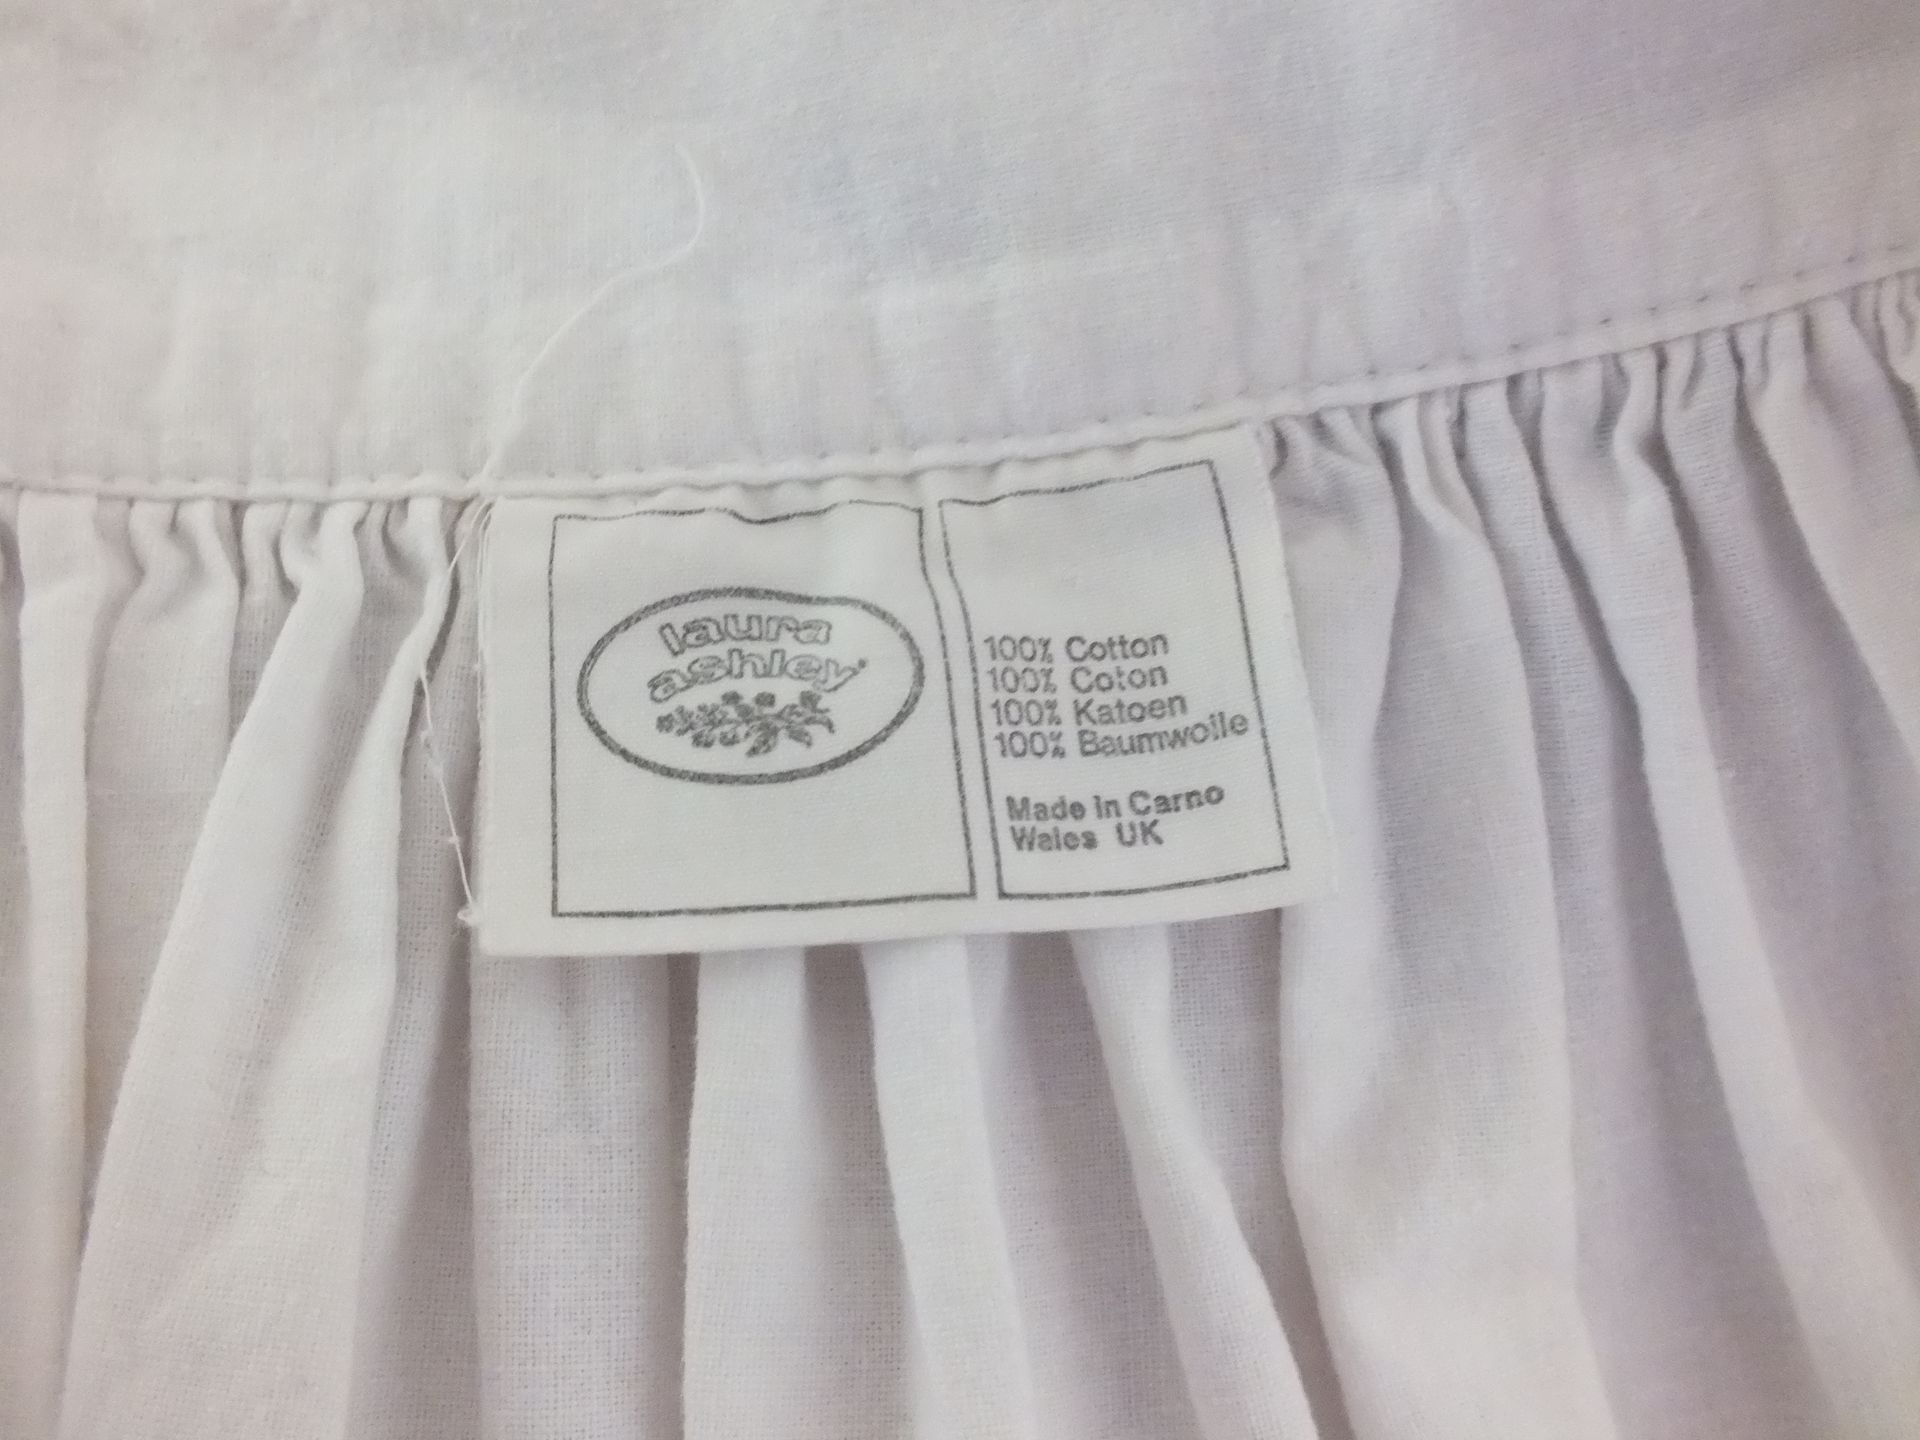 laura
ashley
100% Cotton
100% Coton
100% Katoen
100% Baumwolle
Made in Carno
Wales UK